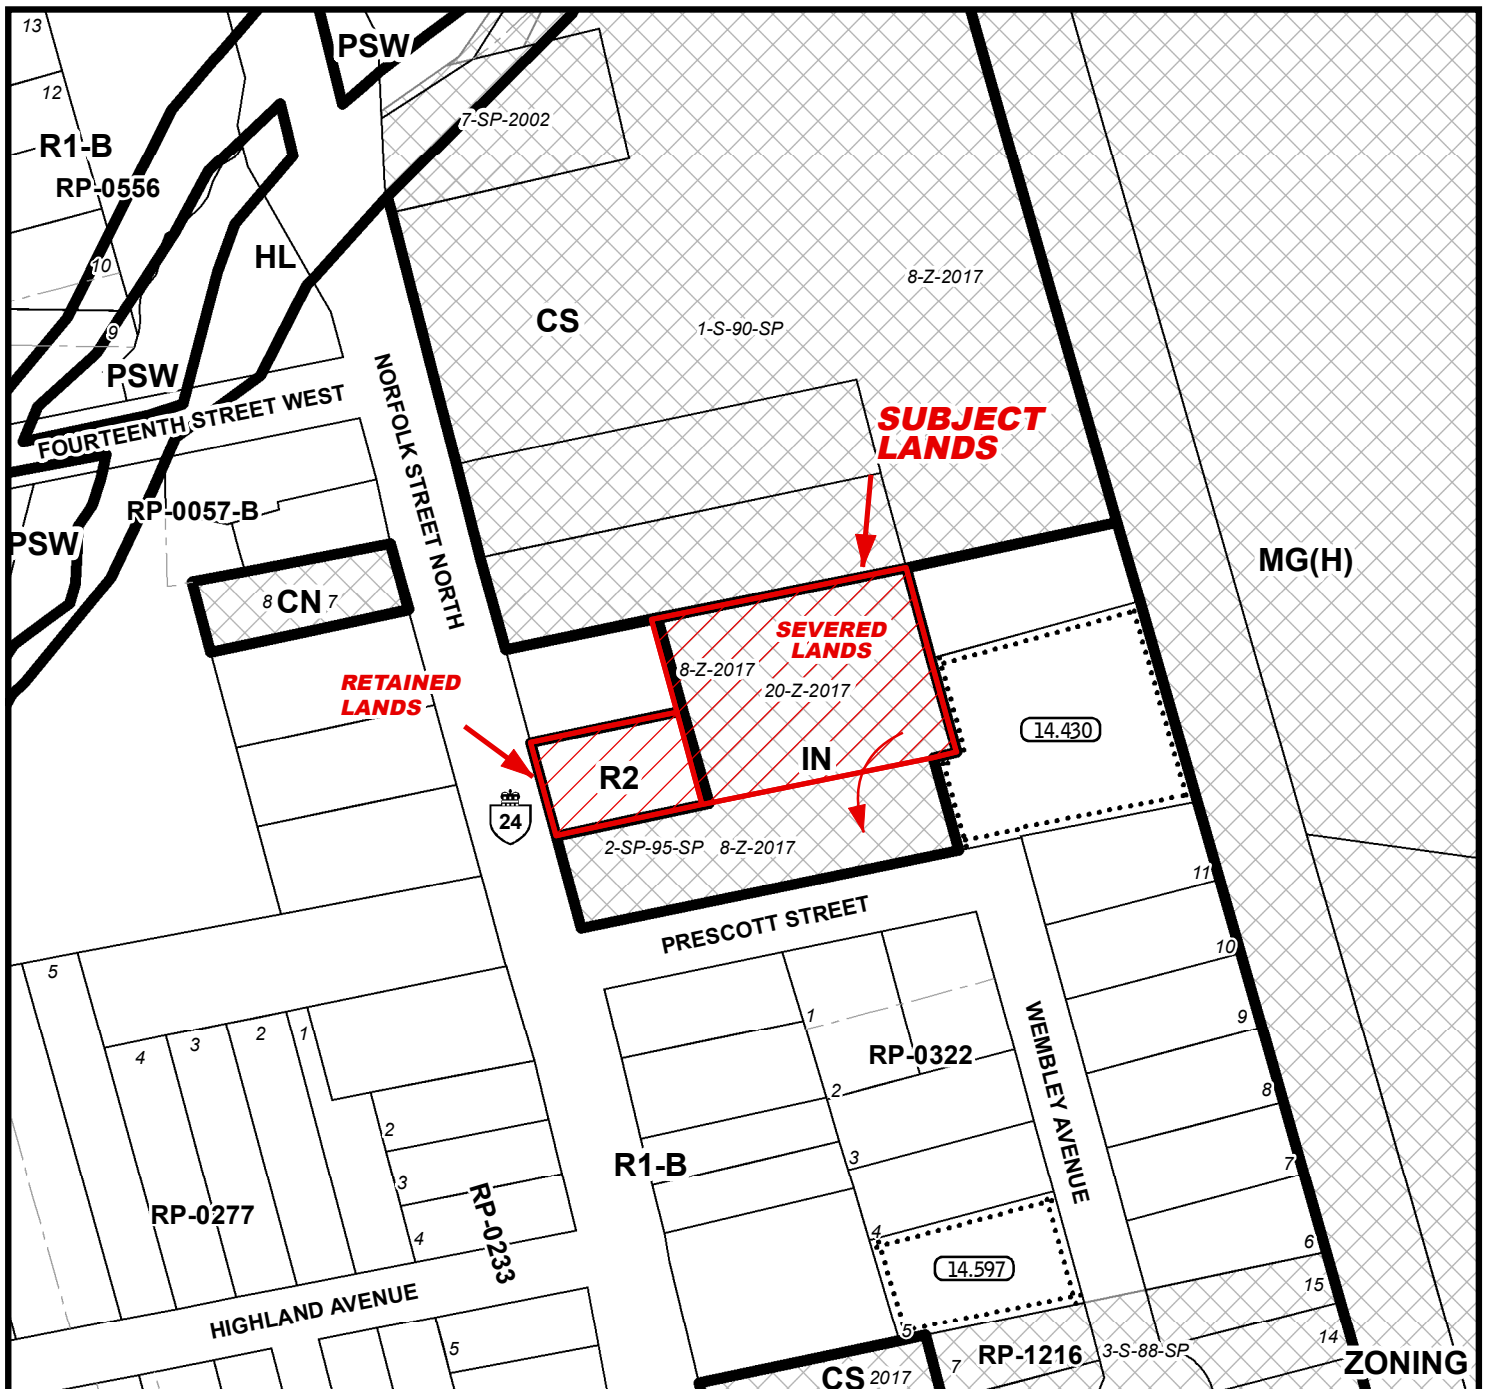 13
PSW
12
7-SP-2002
R1-B
RP-0556
HL
10
8-Z-2017
CS
1-S-90-SP
9
PSW
NORFOLK STREET NORTH
FOURTEENTH STREET WEST
SUBJECT
LANDS
RP-0057-B
PSW
MG(H)
8 CN 7
SEVERED
LANDS
8-Z-2017
RETAINED
LANDS
20-Z-2017
14.430
IN
R2
24
2-SP-95-SP
8-Z-2017
11
PRESCOTT STREET
10
5
WEMBLEY AVENUE
1
9
2
1
3
4
RP-0322
2
8
2
3
R1-B
7
3
RP-0277
RP-0233
4
4
6
14.597
15
HIGHLAND AVENUE
5
14
5
RP-1216
3-S-88-SP
7
ZONING
CS 2017